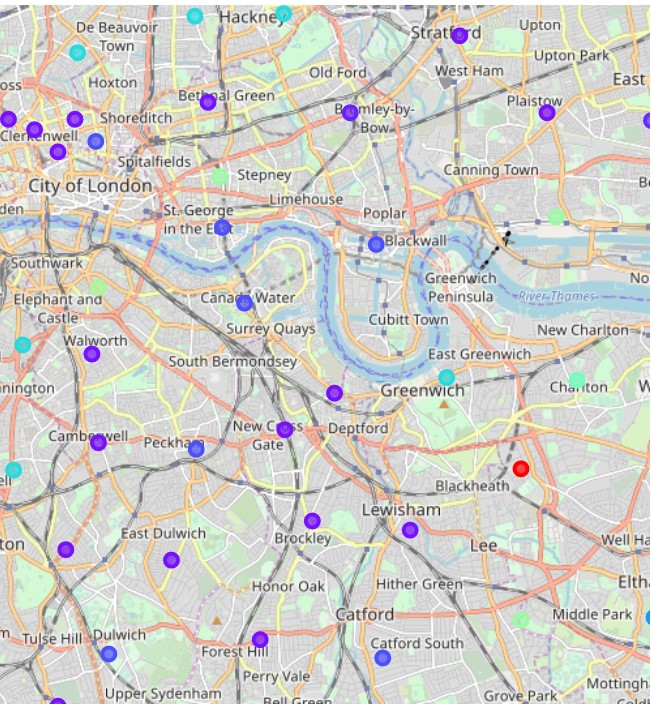 De Beauvoir
Town
Hackney
Stratford
Upton
Upton Park
Old Ford
West Ham
East
oss
Hoxton
Bethnal Green
Shoreditch
Clerkenwell
Bromley-by-
Bow
Plaistow
Spitalfields
City of London
Stepney
Canning Town
Be
den
St. George
in the East
Limehouse
Poplar
Blackwall
Southwark
Greenwich
Peninsula
River Thames
No
Elephant and
Castle
Canada Water
Surrey Quays
Cubitt Town
New Charlton
Walworth
South Bermondsey
East Greenwich
nnington
Greenwich
Charlton
W
Camberwell
Peckham
New Cross
Gate
Deptford
ell
Blackheath
Lewisham
East Dulwich
Brockley
Lee
Well Ha
ton
Honor Oak
Hither Green
Eltha
Catford
Middle Park
m
Tulse Hill
Dulwich
Forest Hill
Catford South
Perry Vale
Mottingh
Upper Sydenham
Bell Green
Grove Park